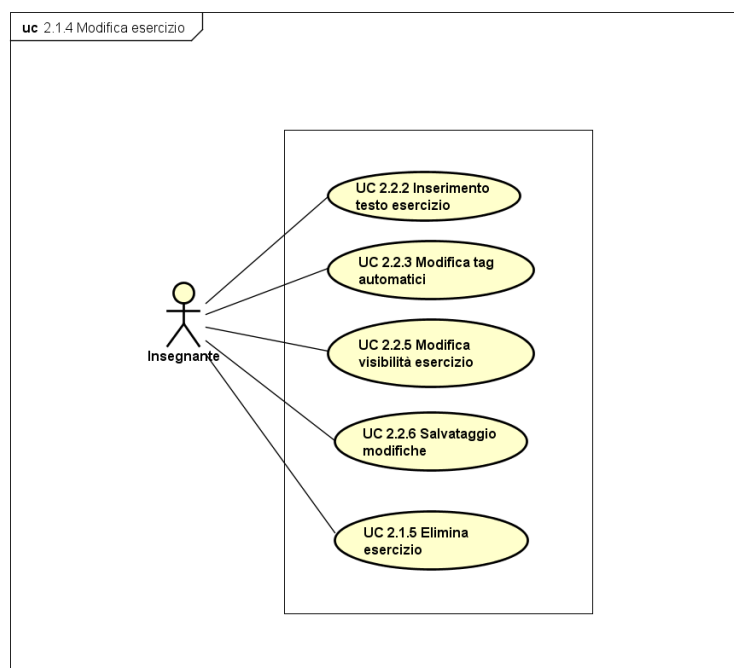 uc 2.1.4 Modifica esercizio
UC 2.2.2 Inserimento
testo esercizio
UC 2.2.3 Modifica tag
automatici
UC 2.2.5 Modifica
visibilità esercizio
Insegnante
UC 2.2.6 Salvataggio
modifiche
UC 2.1.5 Elimina
esercizio